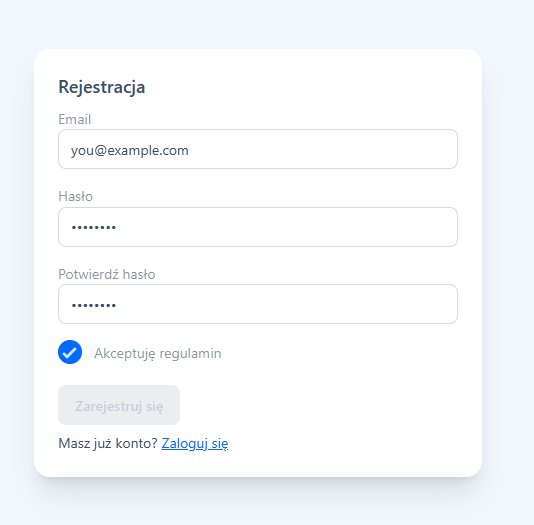 Rejestracja
Email
you@example.com
Hasło
••••••••
Potwierdź hasło
••••••••
Akceptuję regulamin
Zarejestruj się
Masz już konto? Zaloguj się